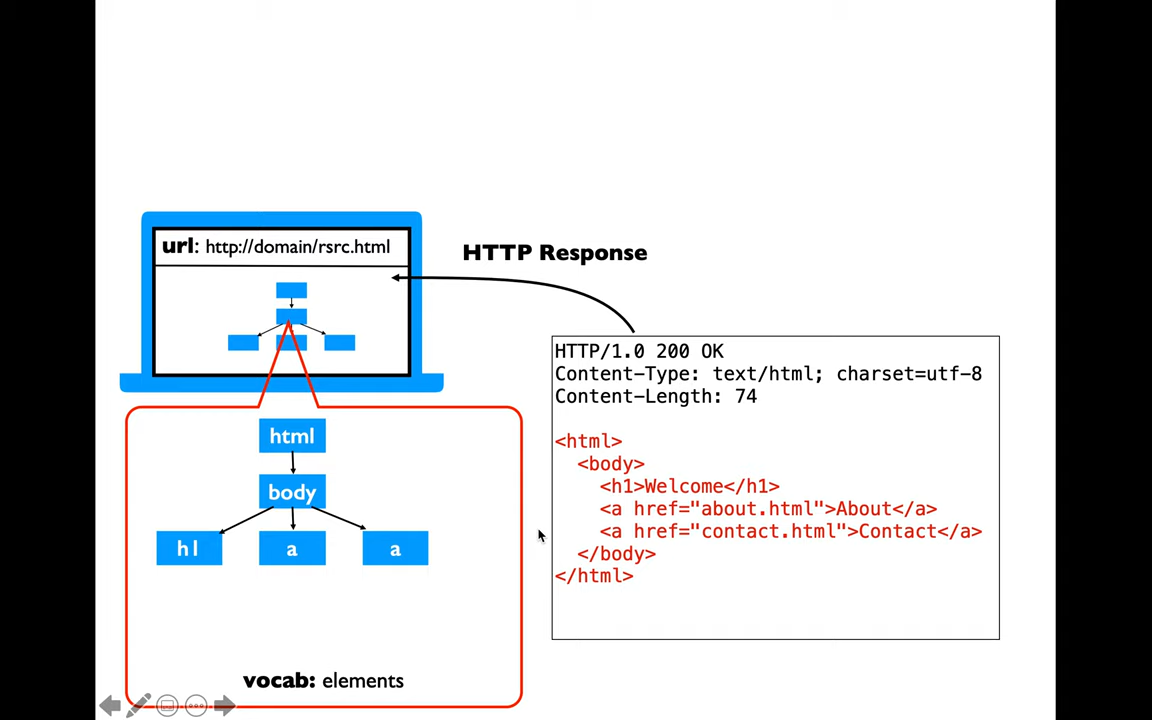 url: http://domain/rsrc.html
HTTP Response
HTTP/1.0 200 OK
Content-Type: text/html; charset=utf-8
Content-Length: 74
<html>
<body>
<h1>Welcome</h1>
<a href="about.html">About</a>
<a href="contact.html">Contact</a>
</body>
</html>
html
body
h1
a
a
vocab: elements